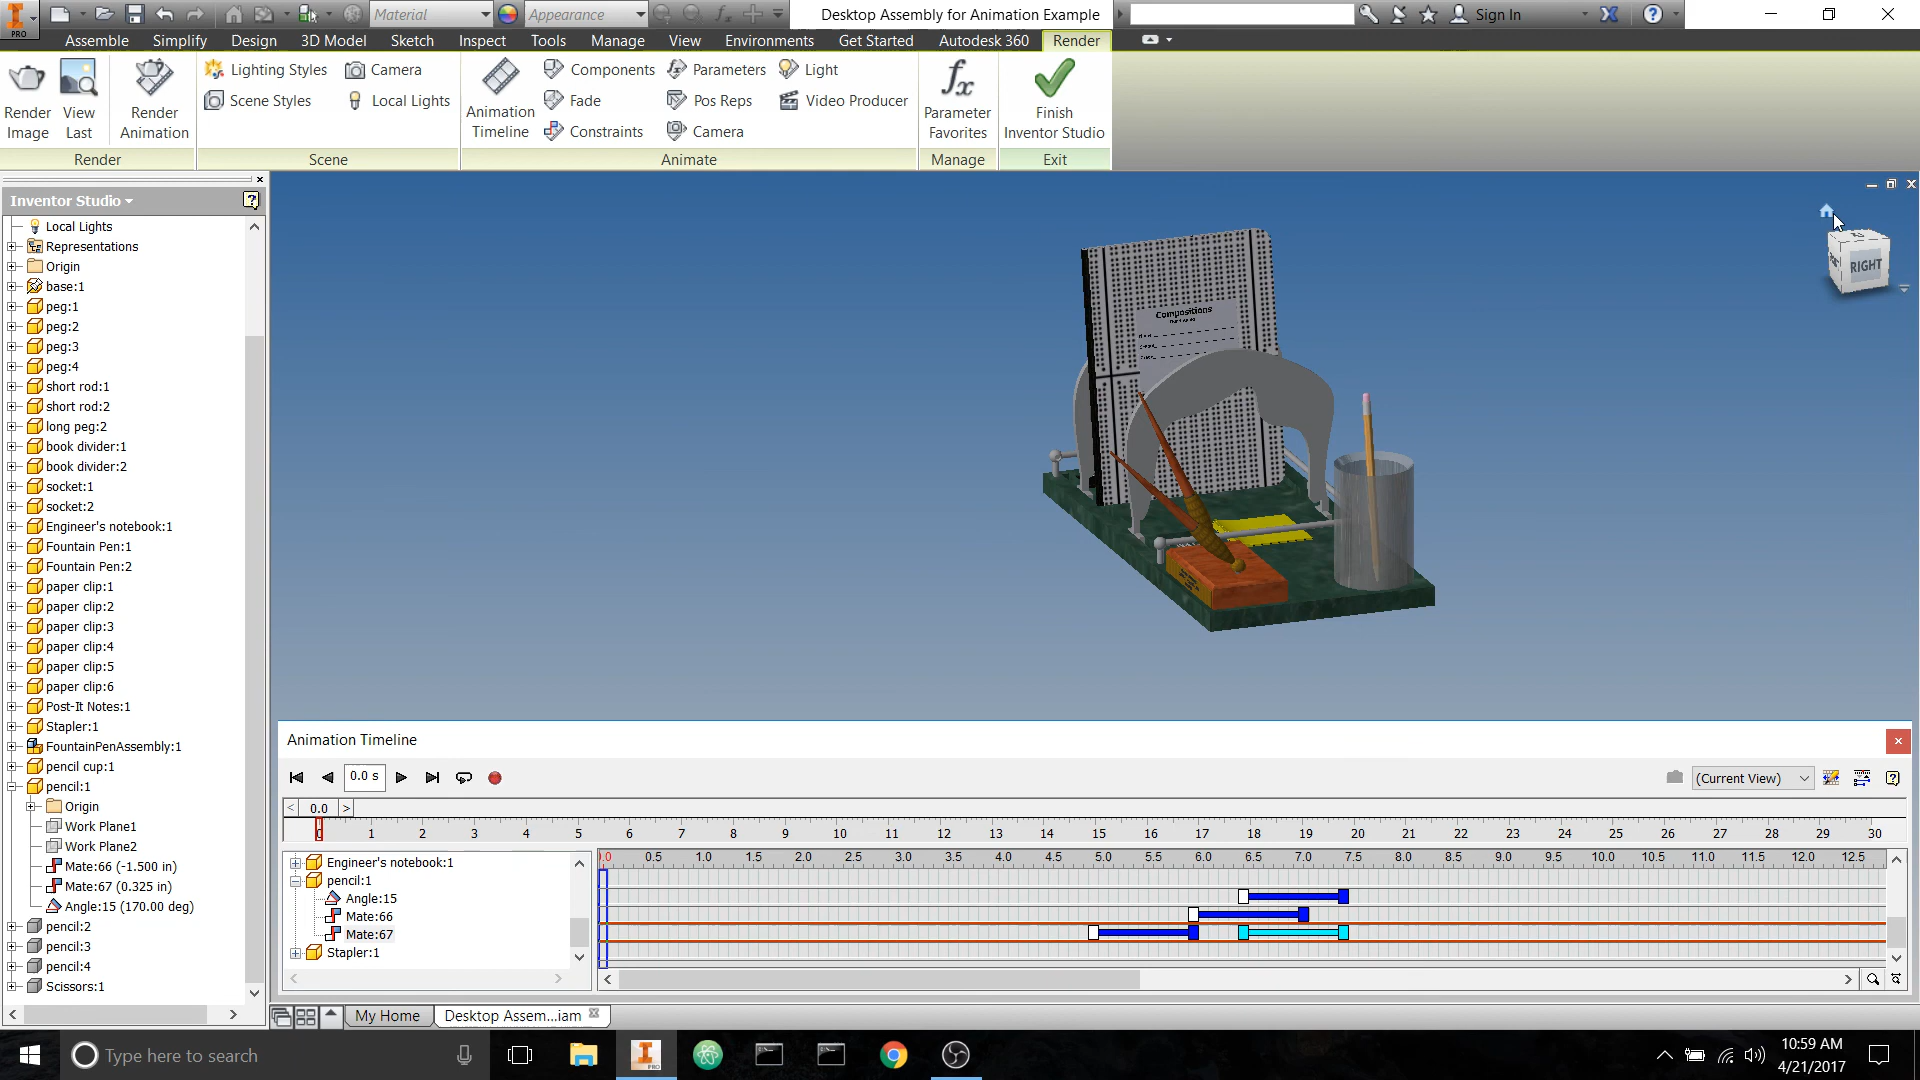 PRO
Material
Appearance
Desktop Assembly for Animation Example
Sign In
Assemble Simplify Design 3D Model Sketch Inspect Tools Manage View Environments Get Started Autodesk 360 Render
Render Image
View Last
Render Animation
Render
Lighting Styles
Scene Styles
Camera
Local Lights
Scene
Animation Timeline
Components
Fade
Constraints
Parameters
Pos Reps
Camera
Light
Video Producer
Animate
Parameter Favorites
Manage
Finish Inventor Studio
Exit
Inventor Studio
Local Lights
Representations
Origin
base:1
peg:1
peg:2
peg:3
peg:4
short rod:1
short rod:2
long peg:2
book divider:1
book divider:2
socket:1
socket:2
Engineer's notebook:1
Fountain Pen:1
Fountain Pen:2
paper clip:1
paper clip:2
paper clip:3
paper clip:4
paper clip:5
paper clip:6
Post-It Notes:1
Stapler:1
FountainPenAssembly:1
pencil cup:1
pencil:1
Origin
Work Plane1
Work Plane2
Mate:66 (-1.500 in)
Mate:67 (0.325 in)
Angle:15 (170.00 deg)
pencil:2
pencil:3
pencil:4
Scissors:1
Compositions
RIGHT
Animation Timeline
0.0 s
(Current View)
< 0.0 >
0 1 2 3 4 5 6 7 8 9 10 11 12 13 14 15 16 17 18 19 20 21 22 23 24 25 26 27 28 29 30
Engineer's notebook:1
pencil:1
Angle:15
Mate:66
Mate:67
Stapler:1
0.5 1.0 1.5 2.0 2.5 3.0 3.5 4.0 4.5 5.0 5.5 6.0 6.5 7.0 7.5 8.0 8.5 9.0 9.5 10.0 10.5 11.0 11.5 12.0 12.5
My Home
Desktop Assem...iam
Type here to search
10:59 AM
4/21/2017